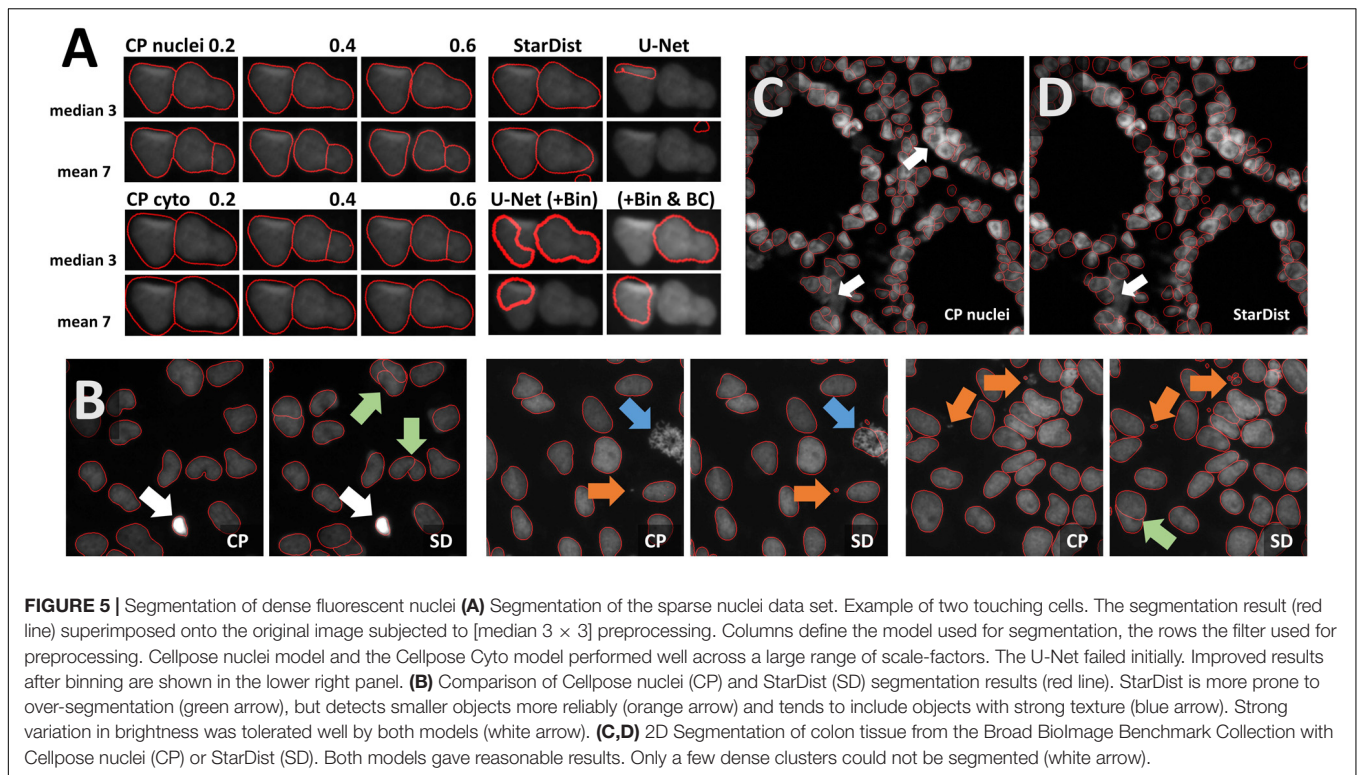 A
CP nuclei 0.2 0.4 0.6 StarDist U-Net
median 3
mean 7
CP cyto 0.2 0.4 0.6 U-Net (+Bin) (+Bin & BC)
median 3
mean 7
C
CP nuclei
D
StarDist
B
CP
SD
CP
SD
CP
SD
FIGURE 5 | Segmentation of dense fluorescent nuclei (A) Segmentation of the sparse nuclei data set. Example of two touching cells. The segmentation result (red
line) superimposed onto the original image subjected to [median 3 × 3] preprocessing. Columns define the model used for segmentation, the rows the filter used for
preprocessing. Cellpose nuclei model and the Cellpose Cyto model performed well across a large range of scale-factors. The U-Net failed initially. Improved results
after binning are shown in the lower right panel. (B) Comparison of Cellpose nuclei (CP) and StarDist (SD) segmentation results (red line). StarDist is more prone to
over-segmentation (green arrow), but detects smaller objects more reliably (orange arrow) and tends to include objects with strong texture (blue arrow). Strong
variation in brightness was tolerated well by both models (white arrow). (C,D) 2D Segmentation of colon tissue from the Broad BioImage Benchmark Collection with
Cellpose nuclei (CP) or StarDist (SD). Both models gave reasonable results. Only a few dense clusters could not be segmented (white arrow).